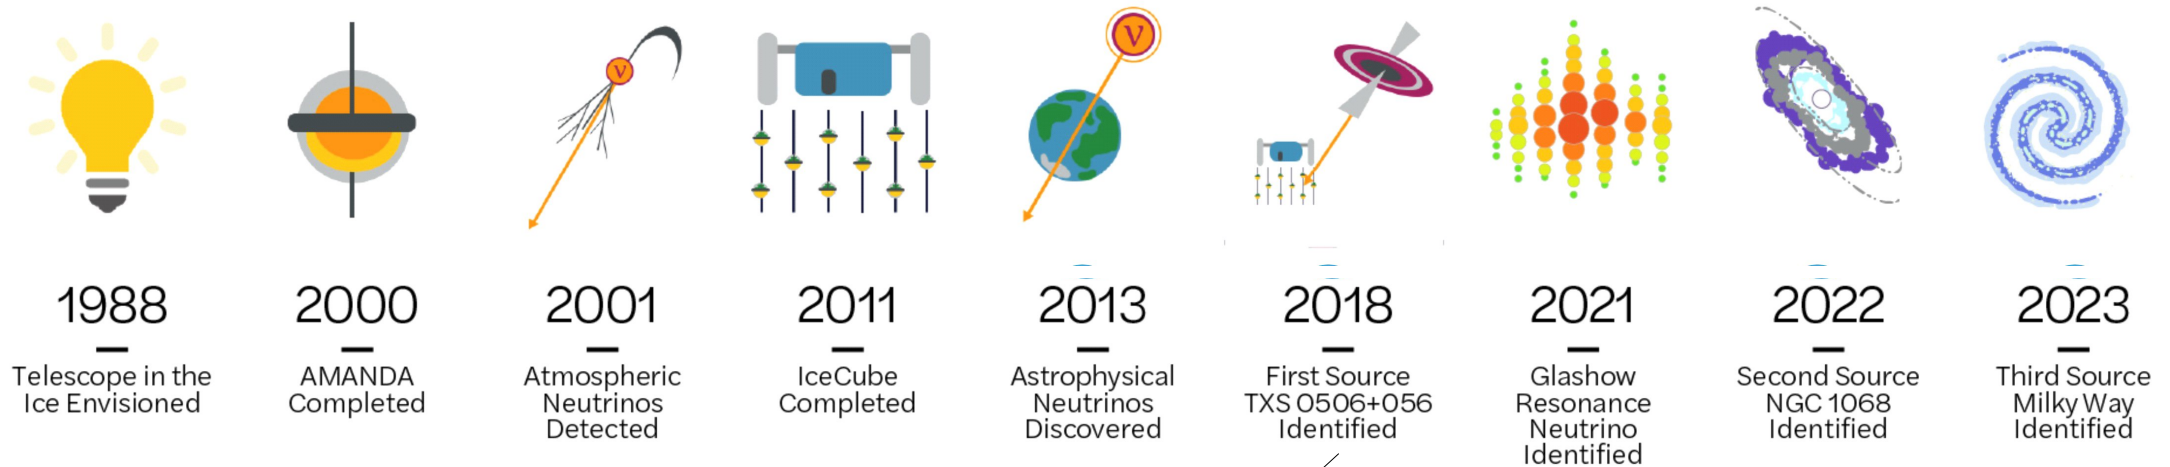 ν
ν
1988
Telescope in the
Ice Envisioned
2000
AMANDA
Completed
2001
Atmospheric
Neutrinos
Detected
2011
IceCube
Completed
2013
Astrophysical
Neutrinos
Discovered
2018
First Source
TXS 0506+056
Identified
2021
Glashow
Resonance
Neutrino
Identified
2022
Second Source
NGC 1068
Identified
2023
Third Source
Milky Way
Identified